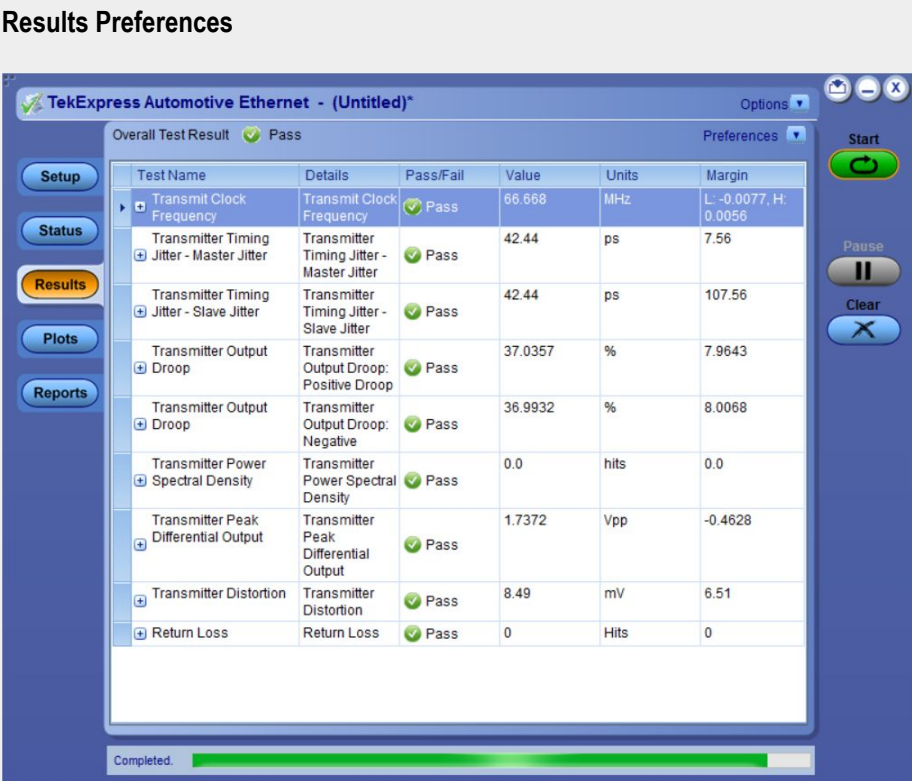 Results Preferences
TekExpress Automotive Ethernet - (Untitled)*
Options
Overall Test Result Pass
Preferences
Start
Setup
Status
Results
Plots
Reports
Pause
Clear
Test Name Details Pass/Fail Value Units Margin
Transmit Clock Transmit Clock Pass 66.668 MHz L: -0.0077, H:
Frequency Frequency 0.0056
Transmitter Timing Transmitter 42.44 ps 7.56
Jitter - Master Jitter Timing Jitter - Pass
Master Jitter
Transmitter Timing Transmitter 42.44 ps 107.56
Jitter - Slave Jitter Timing Jitter - Pass
Slave Jitter
Transmitter Output Transmitter 37.0357 % 7.9643
Droop Output Droop: Pass
Positive Droop
Transmitter Output Transmitter 36.9932 % 8.0068
Droop Output Droop: Pass
Negative
Transmitter Power Transmitter 0.0 hits 0.0
Spectral Density Power Spectral Pass
Density
Transmitter Peak Transmitter 1.7372 Vpp -0.4628
Differential Output Peak Pass
Differential
Output
Transmitter Distortion Transmitter Pass 8.49 mV 6.51
Distortion
Return Loss Return Loss Pass 0 Hits 0
Completed.